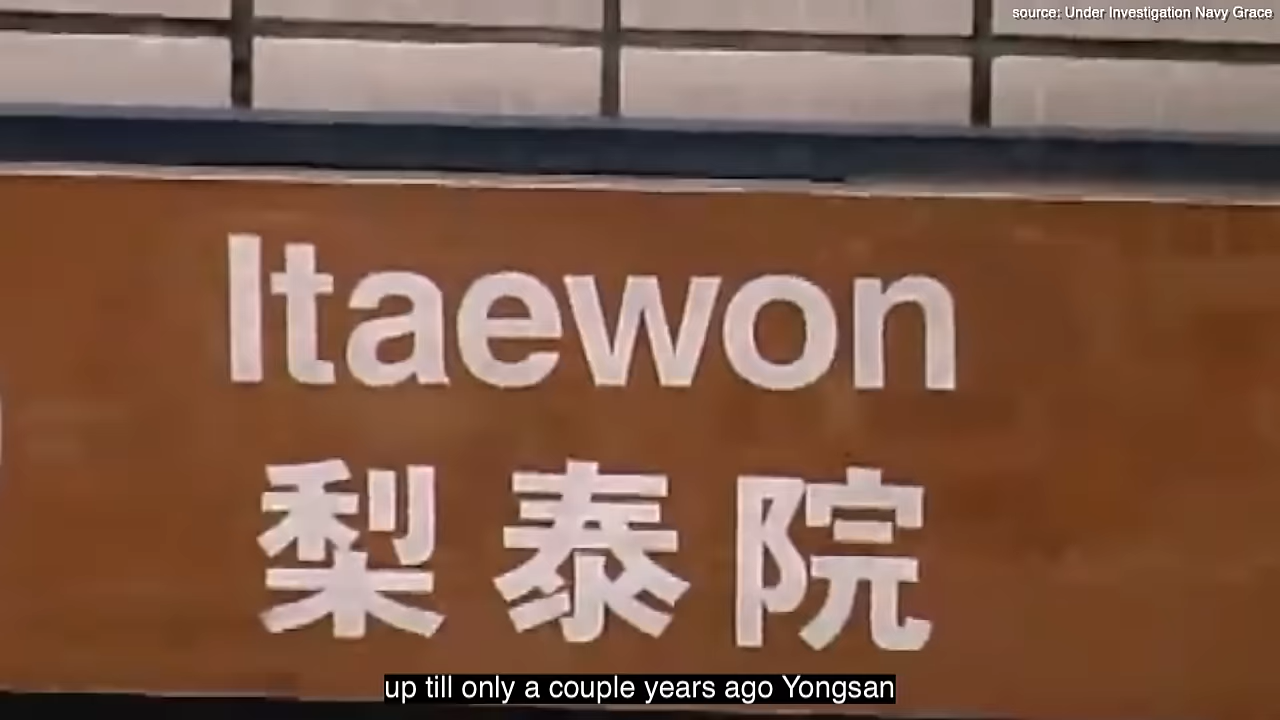 source: Under Investigation Navy Grace
Itaewon
梨泰院
up till only a couple years ago Yongsan